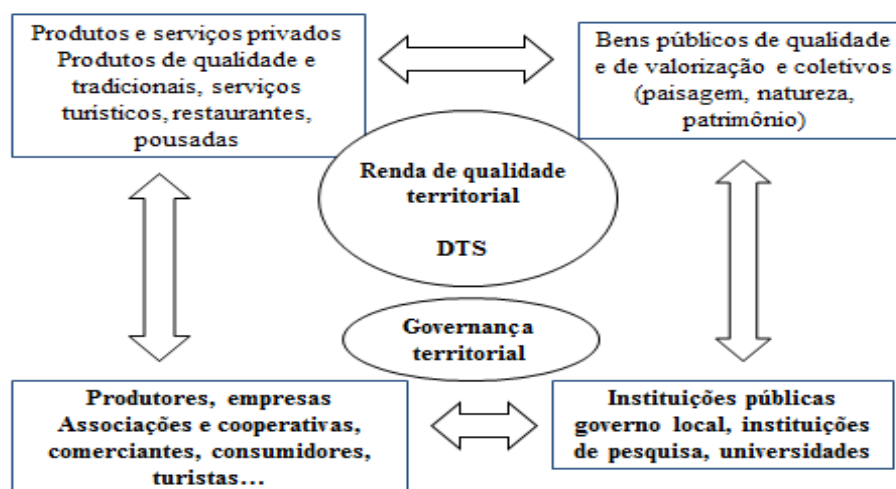 Produtos e serviços privados
Produtos de qualidade e
tradicionais, serviços
turísticos, restaurantes,
pousadas
Bens públicos de qualidade
e de valorização e coletivos
(paisagem, natureza,
patrimônio)
Renda de qualidade
territorial
DTS
Governança
territorial
Produtores, empresas
Associações e cooperativas,
comerciantes, consumidores,
turistas...
Instituições públicas
governo local, instituições
de pesquisa, universidades